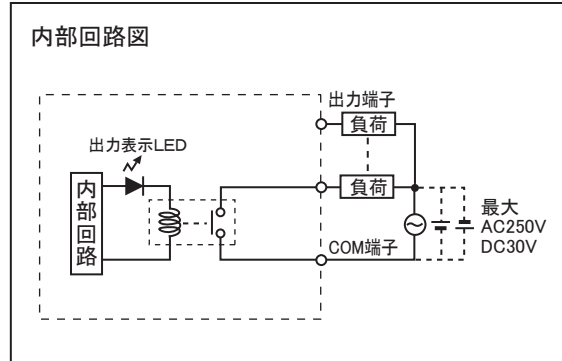 内部回路図
出力端子
負荷
出力表示LED
負荷
内部回路
最大
AC250V
DC30V
COM端子